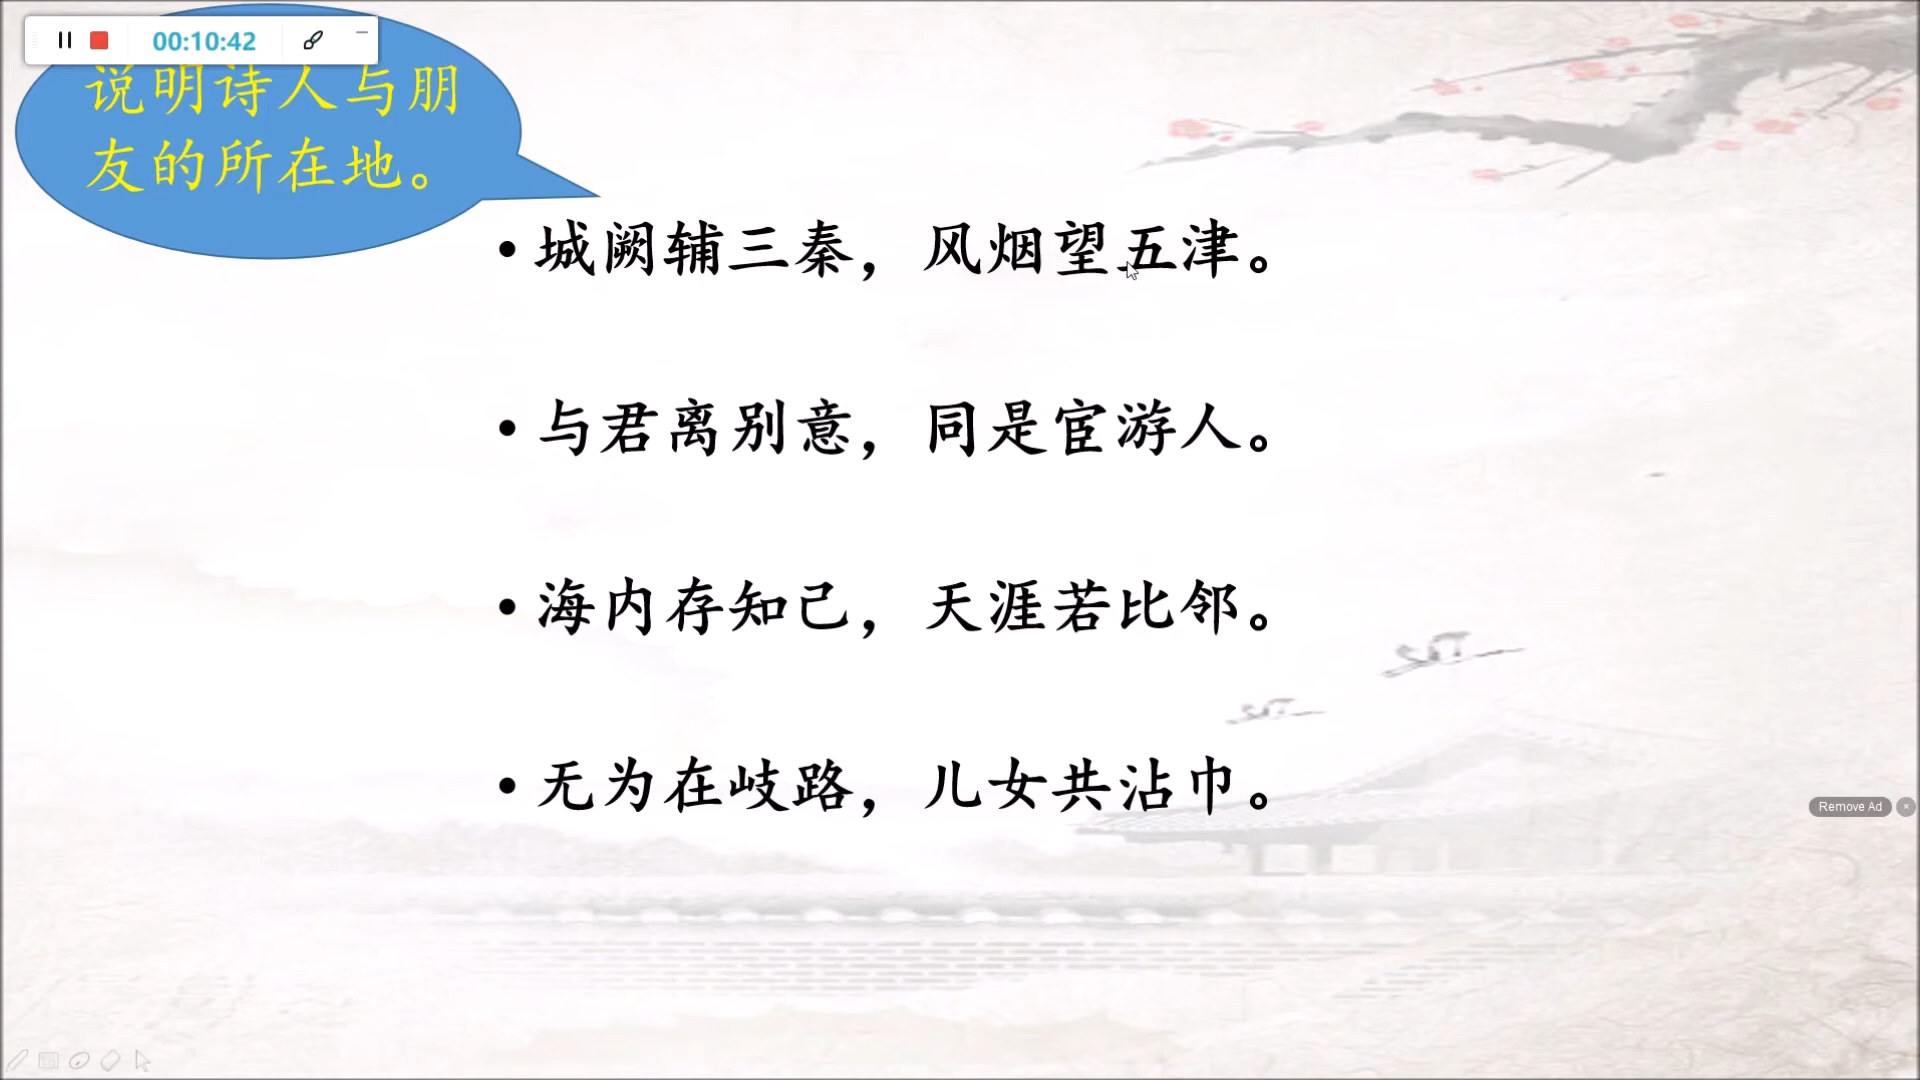 00:10:42
说明诗人与朋
友的所在地。
• 城阙辅三秦，风烟望五津。
• 与君离别意，同是宦游人。
• 海内存知己，天涯若比邻。
• 无为在岐路，儿女共沾巾。
Remove Ad